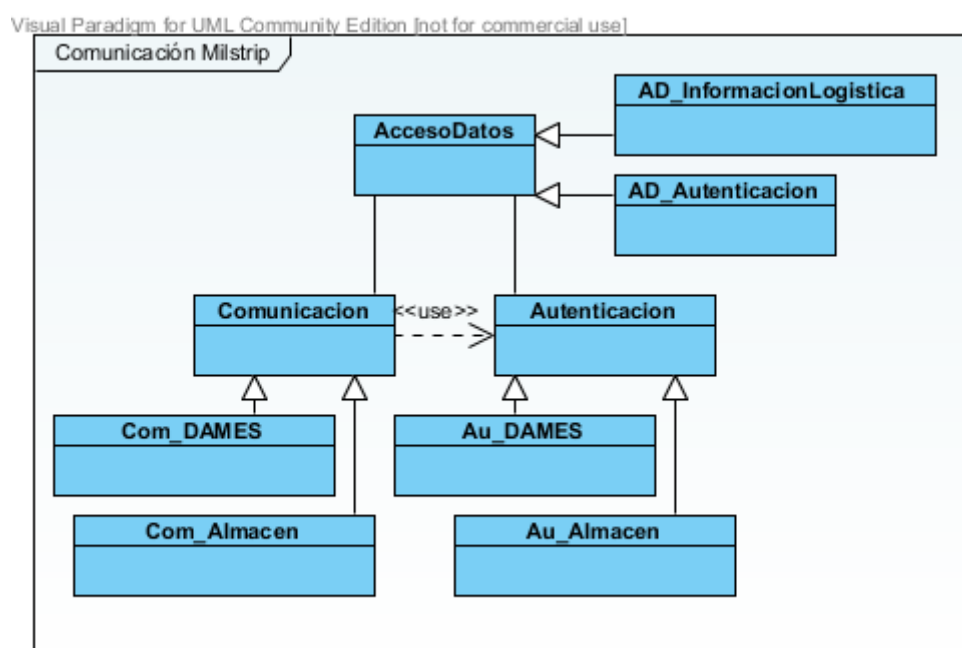 Visual Paradigm for UML Community Edition [not for commercial use]
Comunicación Milstrip
AD_InformacionLogistica
AccesoDatos
AD_Autenticacion
Comunicacion
<<use>>
Autenticacion
Com_DAMES
Au_DAMES
Com_Almacen
Au_Almacen